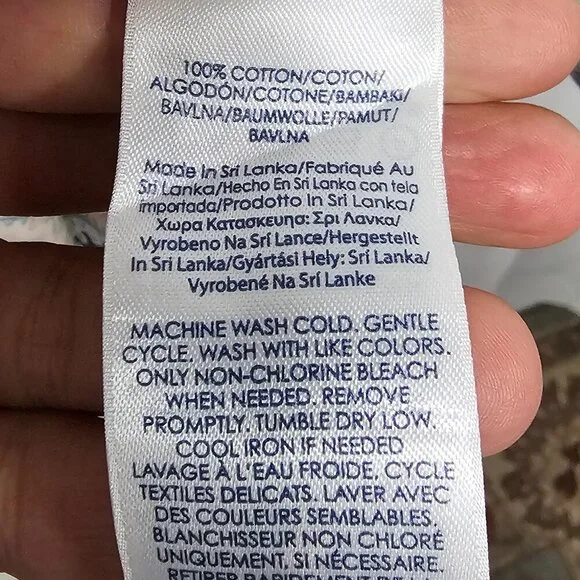 100% COTTON/COTON/
ALGODÓN/COTONE/BAMBAKI/
BAVLNA/BAUMWOLLE/PAMUT/
BAVLNA
Made In Sri Lanka/Fabriqué Au
Sri Lanka/Hecho En Sri Lanka con tela
importada/Prodotto In Sri Lanka/
Χωρα Κατασκευης: Σρι Λανκα/
Vyrobeno Na Srí Lance/Hergestellt
In Sri Lanka/Gyártási Hely: Srí Lanka/
Vyrobené Na Srí Lanke
MACHINE WASH COLD. GENTLE
CYCLE. WASH WITH LIKE COLORS.
ONLY NON-CHLORINE BLEACH
WHEN NEEDED. REMOVE
PROMPTLY. TUMBLE DRY LOW.
COOL IRON IF NEEDED
LAVAGE À L'EAU FROIDE, CYCLE
TEXTILES DELICATS. LAVER AVEC
DES COULEURS SEMBLABLES.
BLANCHISSEUR NON CHLORÉ
UNIQUEMENT, SI NÉCESSAIRE.
RETIRER RAPIDEMENT